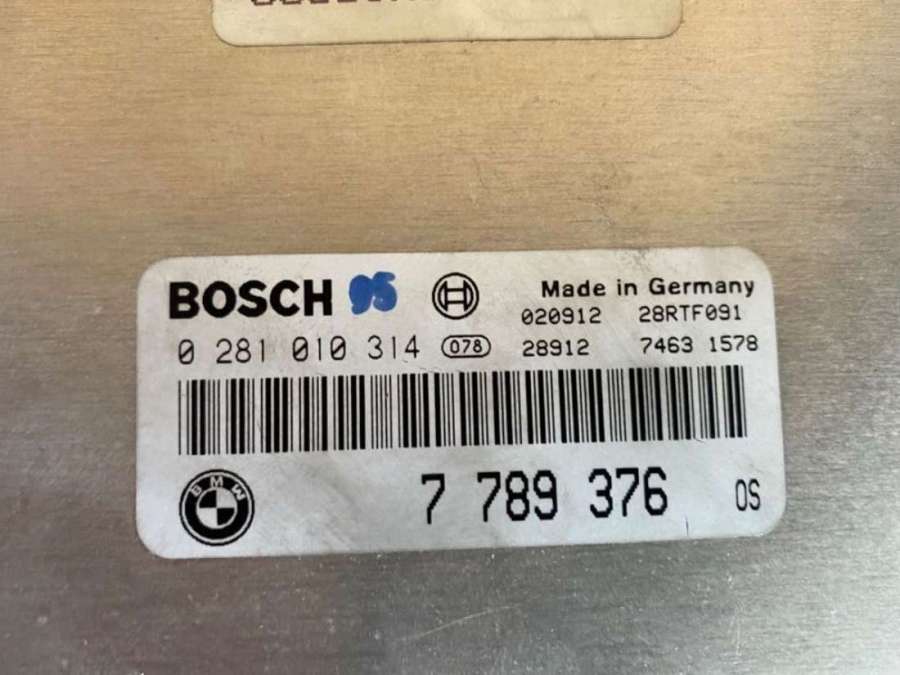 BOSCH 95 Made in Germany
020912 28RTF091
0 281 010 314 078 28912 7463 1578
BMW 7 789 376 OS